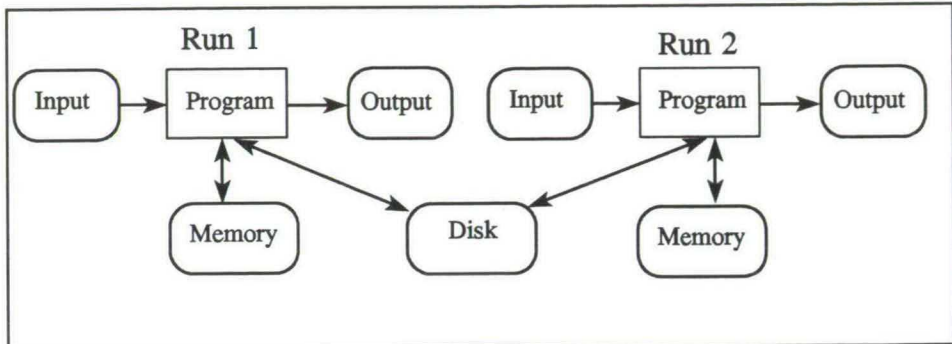 Run 1
Run 2
Input
Program
Output
Input
Program
Output
Memory
Disk
Memory